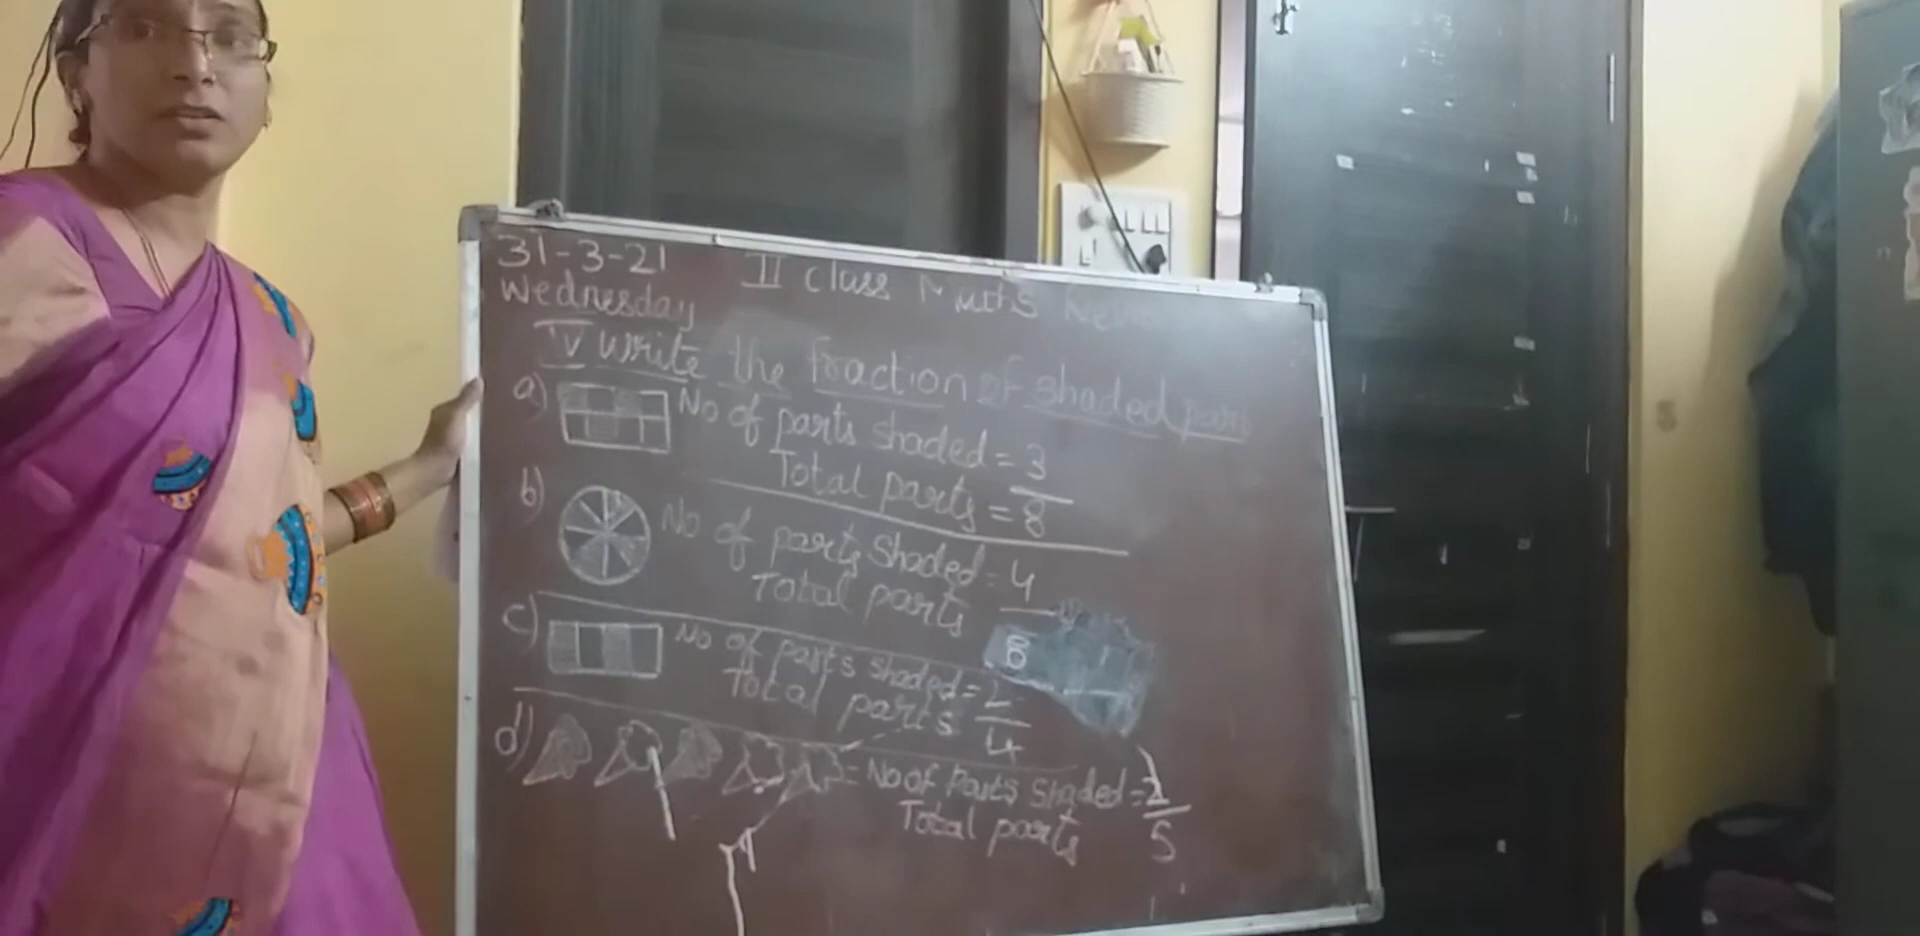 31-3-21
Wednesday
II class Maths
IV Write the fraction of shaded part
a) No of parts shaded = 3
Total parts = 8
b) No of parts Shaded = 4
Total parts 8
c) No of parts shaded = 2
Total parts 4
d) = No of Parts Shaded = 2
Total parts 5